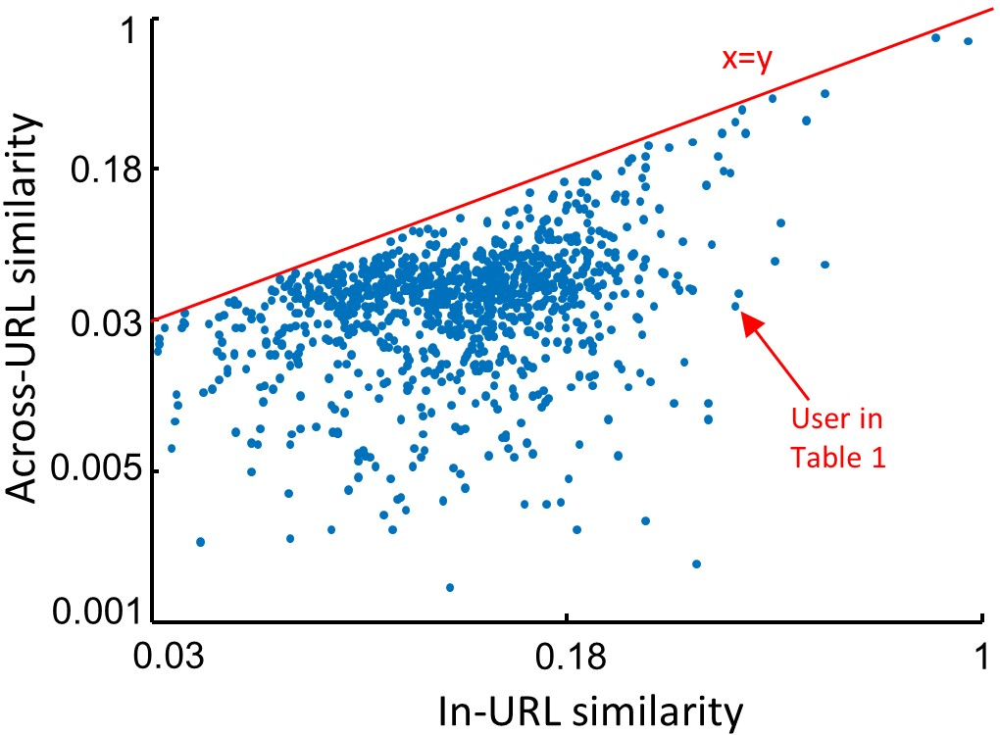 1
x=y
0.18
Across-URL similarity
0.03
User in
Table 1
0.005
0.001
0.03
0.18
1
In-URL similarity